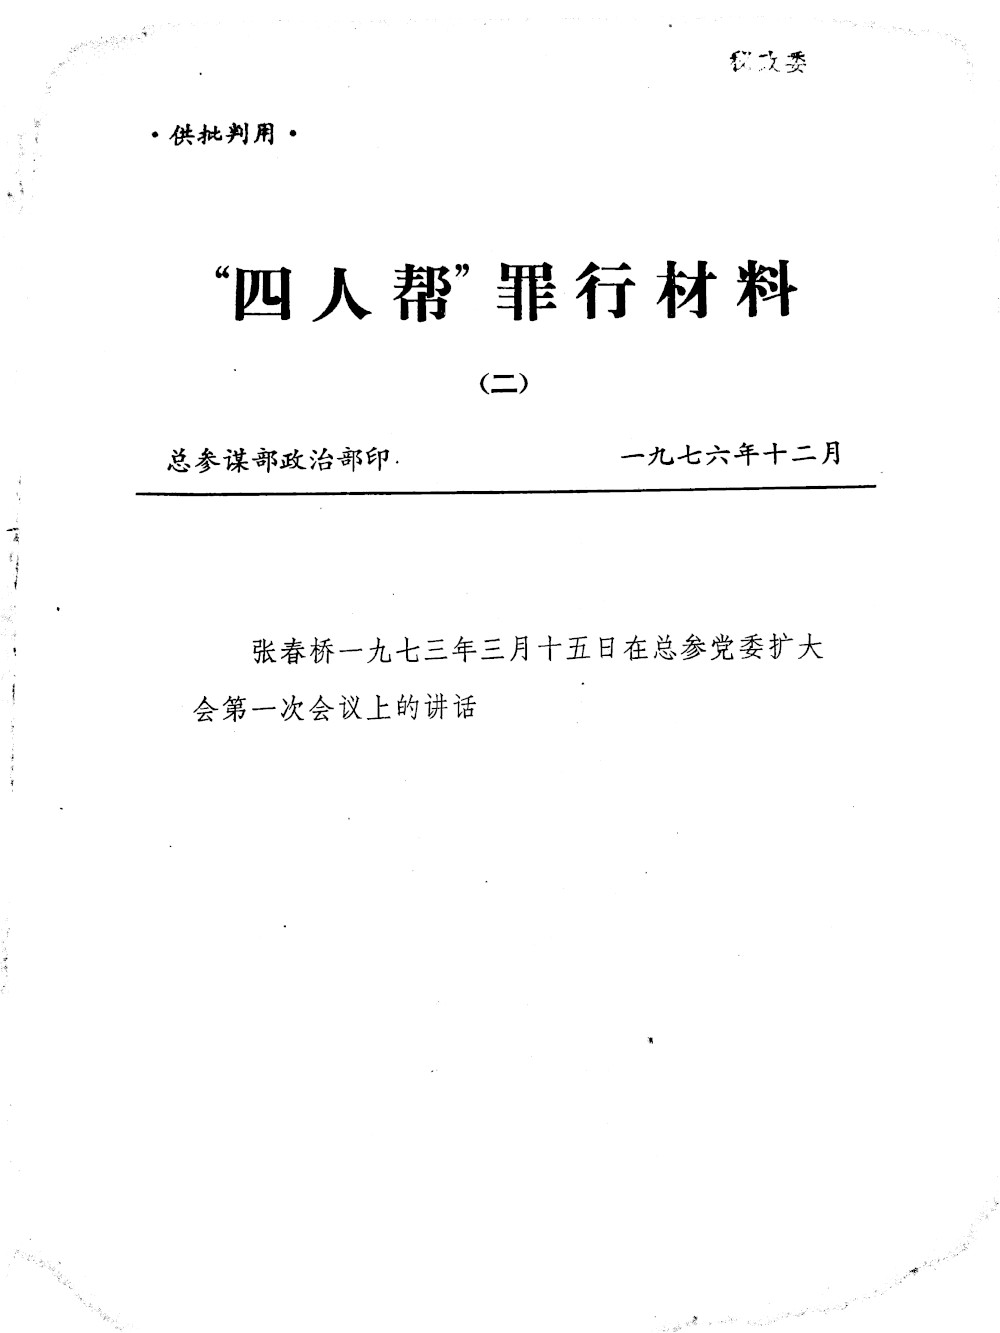 政委
·供批判用·
“四人帮”罪行材料
（二）
总参谋部政治部印 一九七六年十二月
张春桥一九七三年三月十五日在总参党委扩大
会第一次会议上的讲话